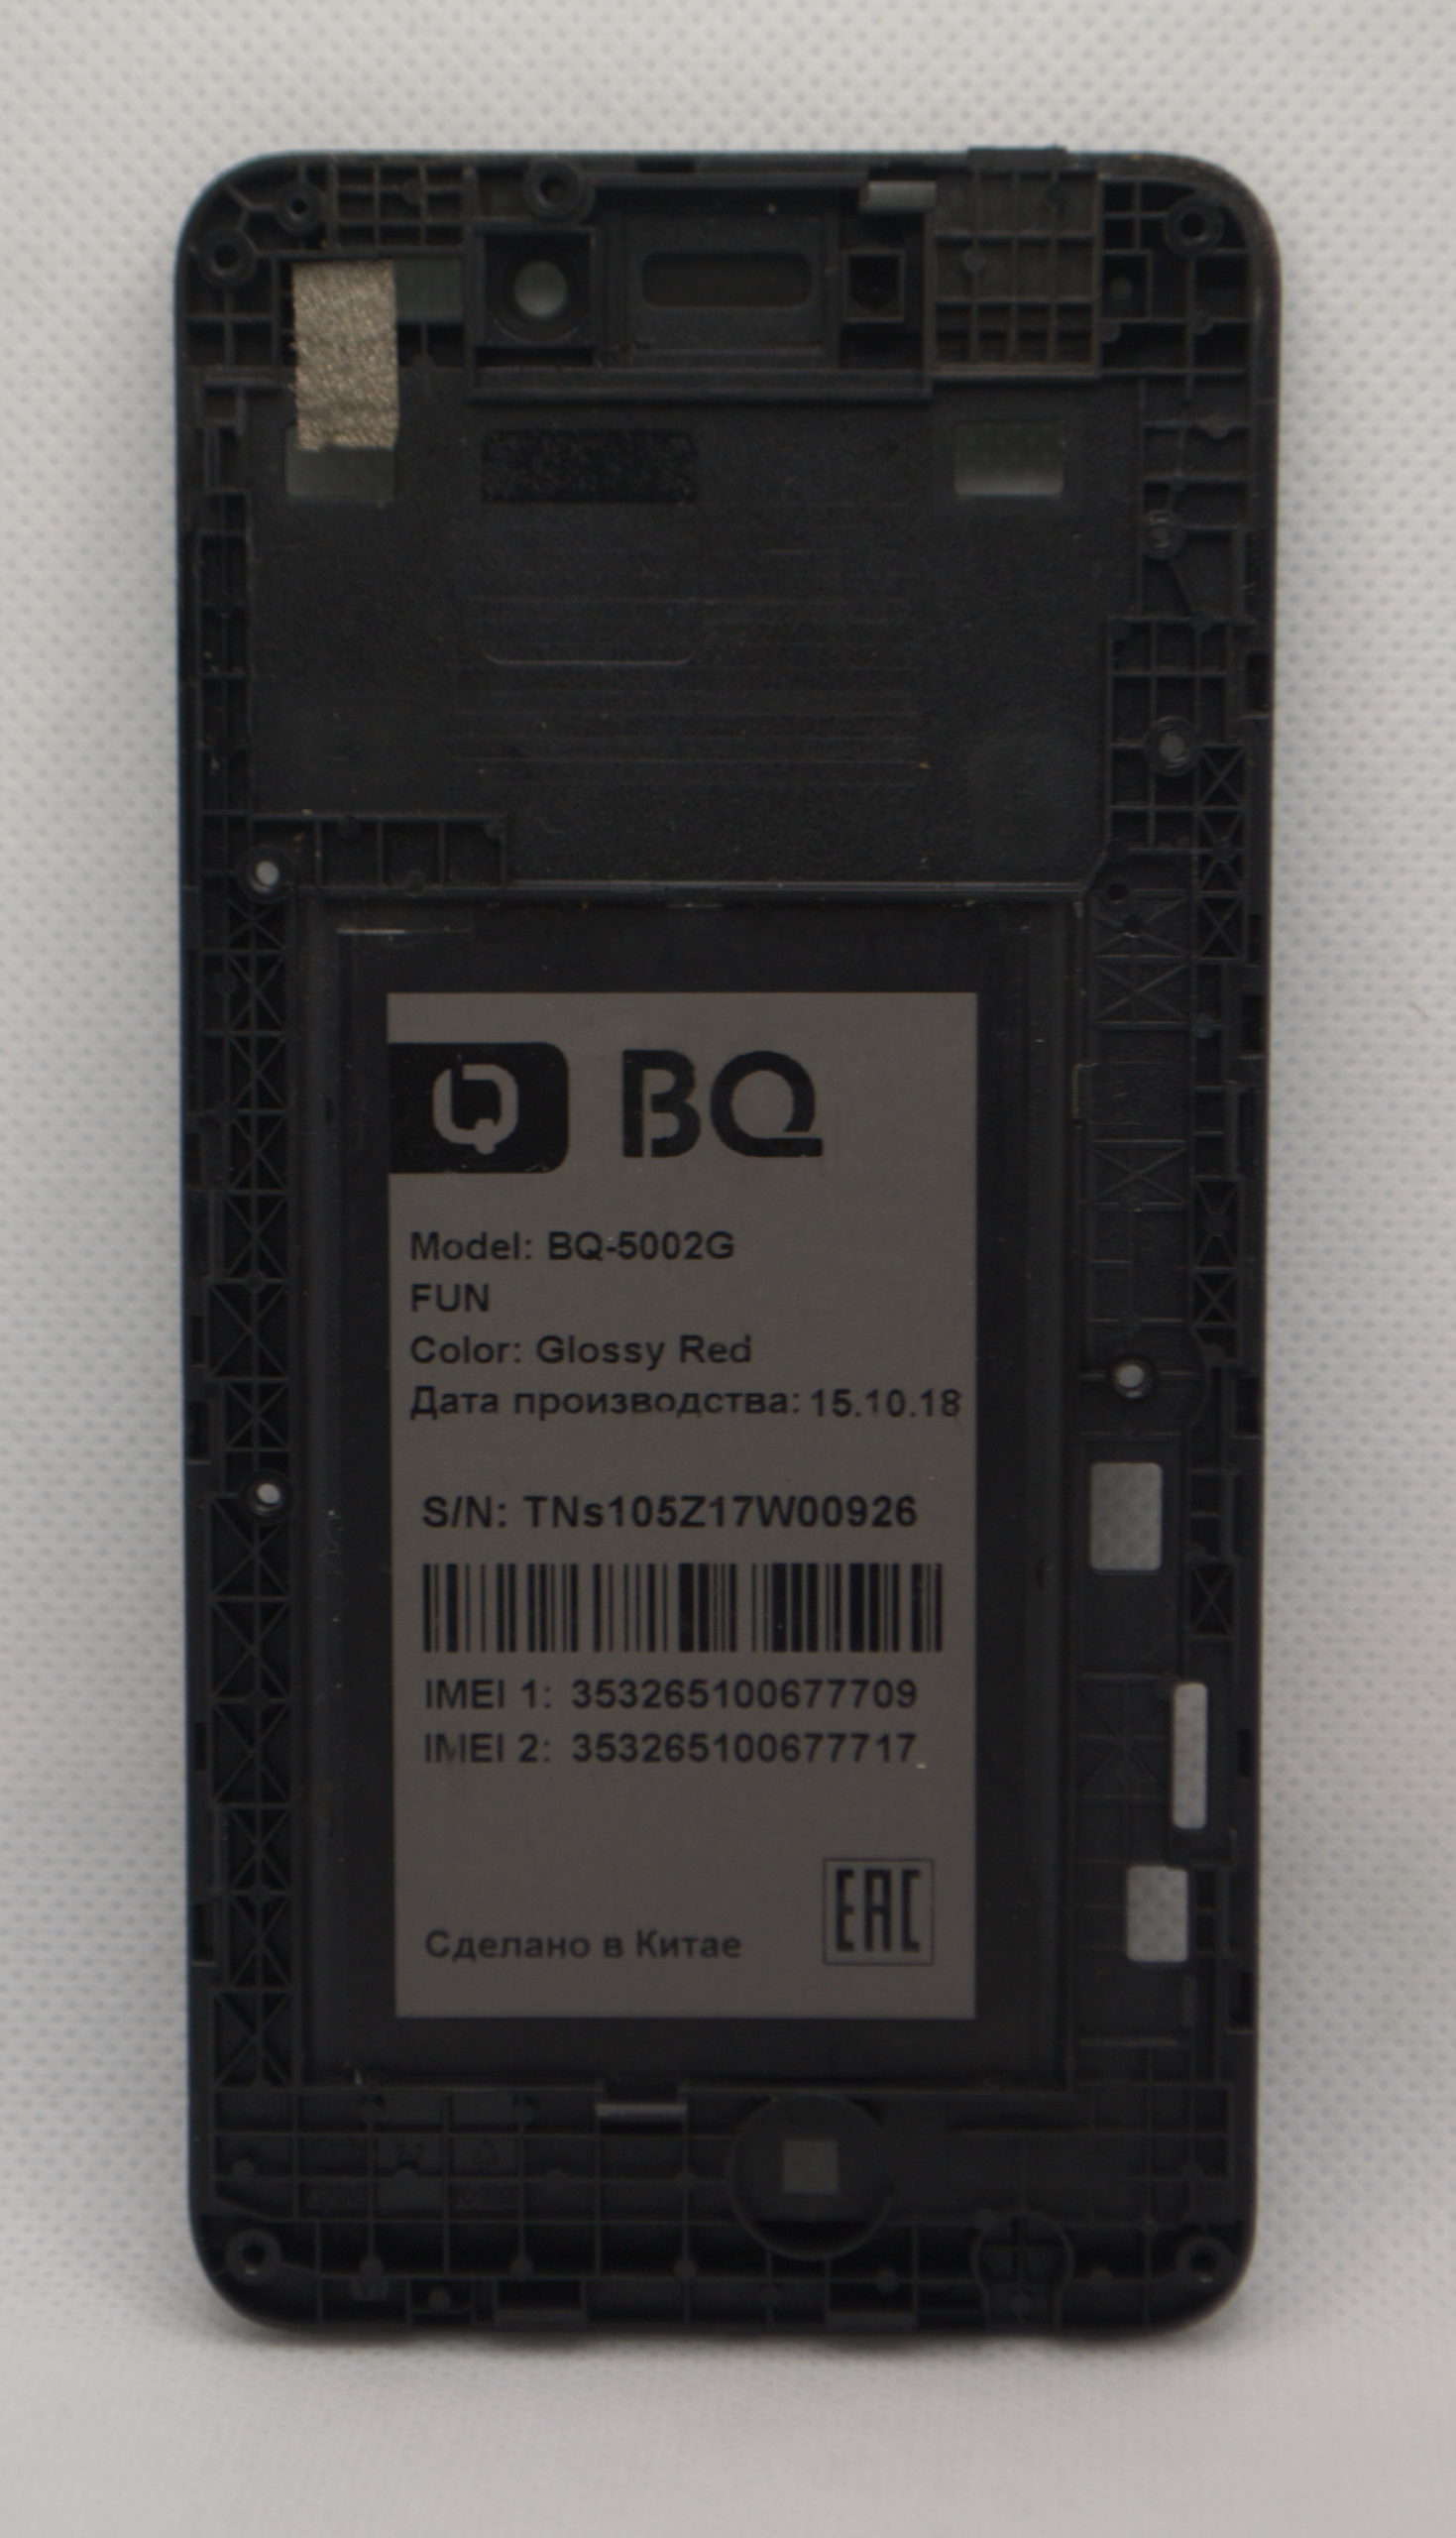 BQ
Model: BQ-5002G
FUN
Color: Glossy Red
Дата производства: 15.10.18
S/N: TNs105Z17W00926
IMEI 1: 353265100677709
IMEI 2: 353265100677717
EAC
Сделано в Китае